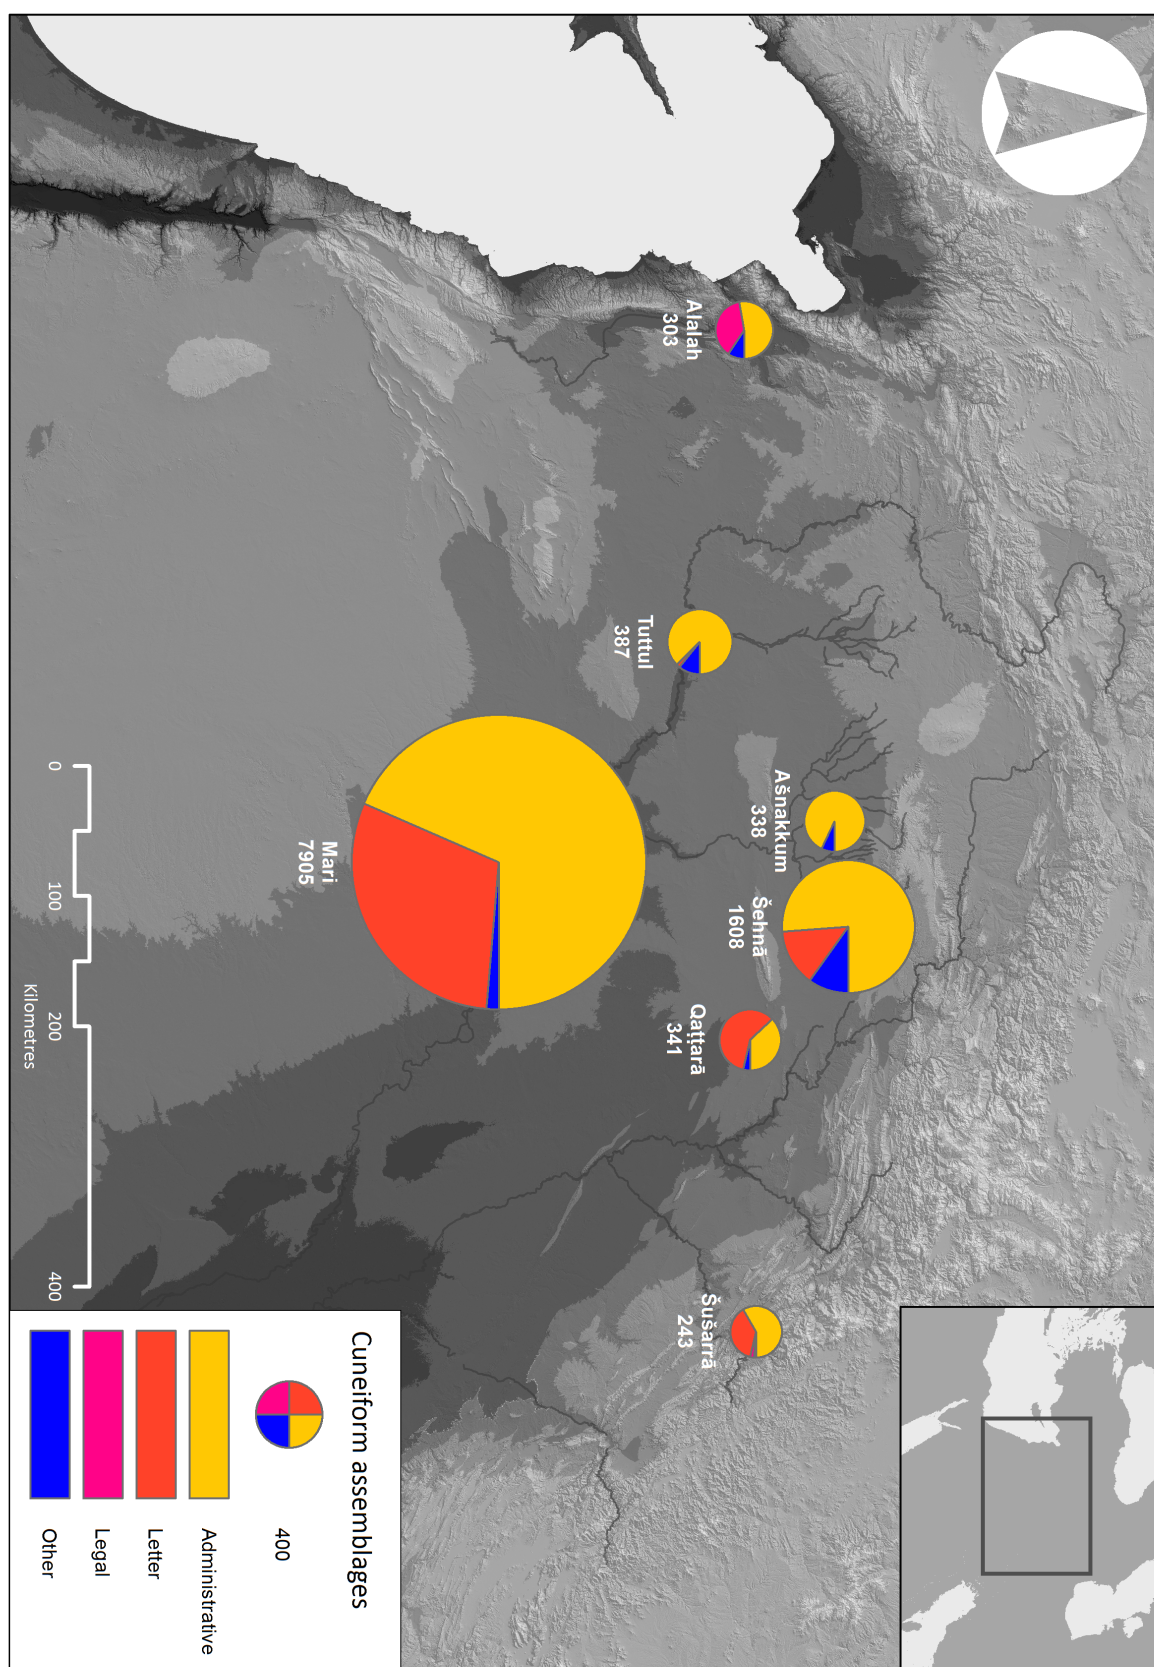 Alalah
303
Tuttul
387
Ašnakkum
338
Šehnā
1608
Mari
7905
Qaṭṭarā
341
Šušarrā
243
0
100
200
400
Kilometres
Cuneiform assemblages
400
Administrative
Letter
Legal
Other